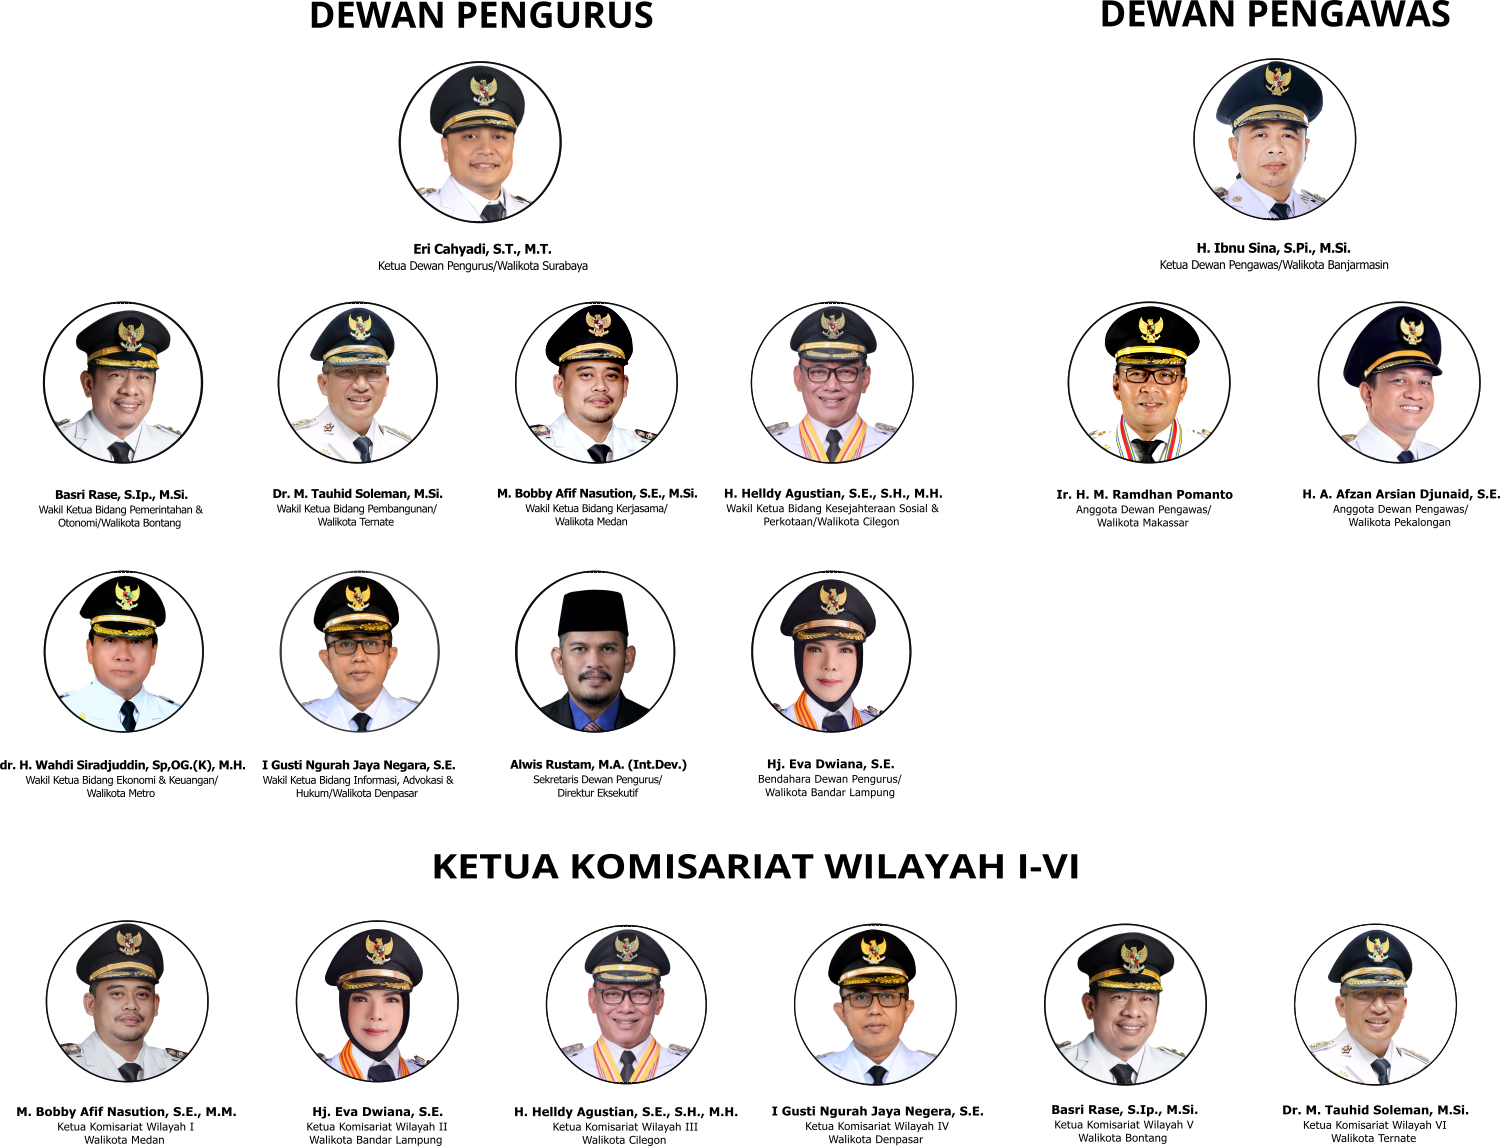 DEWAN PENGURUS
Eri Cahyadi, S.T., M.T.
Ketua Dewan Pengurus/Walikota Surabaya
Basri Rase, S.Ip., M.Si.
Wakil Ketua Bidang Pemerintahan &
Otonomi/Walikota Bontang
Dr. M. Tauhid Soleman, M.Si.
Wakil Ketua Bidang Pembangunan/
Walikota Ternate
M. Bobby Afif Nasution, S.E., M.Si.
Wakil Ketua Bidang Kerjasama/
Walikota Medan
H. Helldy Agustian, S.E., S.H., M.H.
Wakil Ketua Bidang Kesejahteraan Sosial &
Perkotaan/Walikota Cilegon
dr. H. Wahdi Siradjuddin, Sp,OG.(K), M.H.
Wakil Ketua Bidang Ekonomi & Keuangan/
Walikota Metro
I Gusti Ngurah Jaya Negara, S.E.
Wakil Ketua Bidang Informasi, Advokasi &
Hukum/Walikota Denpasar
Alwis Rustam, M.A. (Int.Dev.)
Sekretaris Dewan Pengurus/
Direktur Eksekutif
Hj. Eva Dwiana, S.E.
Bendahara Dewan Pengurus/
Walikota Bandar Lampung
DEWAN PENGAWAS
H. Ibnu Sina, S.Pi., M.Si.
Ketua Dewan Pengawas/Walikota Banjarmasin
Ir. H. M. Ramdhan Pomanto
Anggota Dewan Pengawas/
Walikota Makassar
H. A. Afzan Arsian Djunaid, S.E.
Anggota Dewan Pengawas/
Walikota Pekalongan
KETUA KOMISARIAT WILAYAH I-VI
M. Bobby Afif Nasution, S.E., M.M.
Ketua Komisariat Wilayah I
Walikota Medan
Hj. Eva Dwiana, S.E.
Ketua Komisariat Wilayah II
Walikota Bandar Lampung
H. Helldy Agustian, S.E., S.H., M.H.
Ketua Komisariat Wilayah III
Walikota Cilegon
I Gusti Ngurah Jaya Negera, S.E.
Ketua Komisariat Wilayah IV
Walikota Denpasar
Basri Rase, S.Ip., M.Si.
Ketua Komisariat Wilayah V
Walikota Bontang
Dr. M. Tauhid Soleman, M.Si.
Ketua Komisariat Wilayah VI
Walikota Ternate